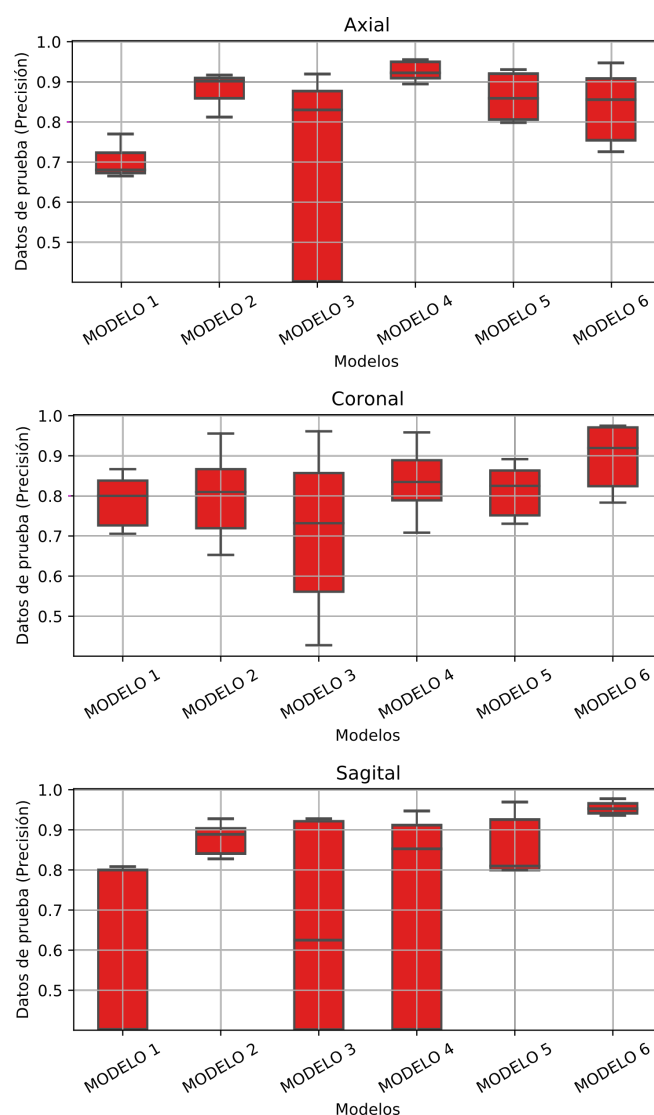 Axial
Datos de prueba (Precisión)
1.0
0.9
0.8
0.7
0.6
0.5
MODELO 1
MODELO 2
MODELO 3
MODELO 4
MODELO 5
MODELO 6
Modelos
Coronal
Datos de prueba (Precisión)
1.0
0.9
0.8
0.7
0.6
0.5
MODELO 1
MODELO 2
MODELO 3
MODELO 4
MODELO 5
MODELO 6
Modelos
Sagital
Datos de prueba (Precisión)
1.0
0.9
0.8
0.7
0.6
0.5
MODELO 1
MODELO 2
MODELO 3
MODELO 4
MODELO 5
MODELO 6
Modelos